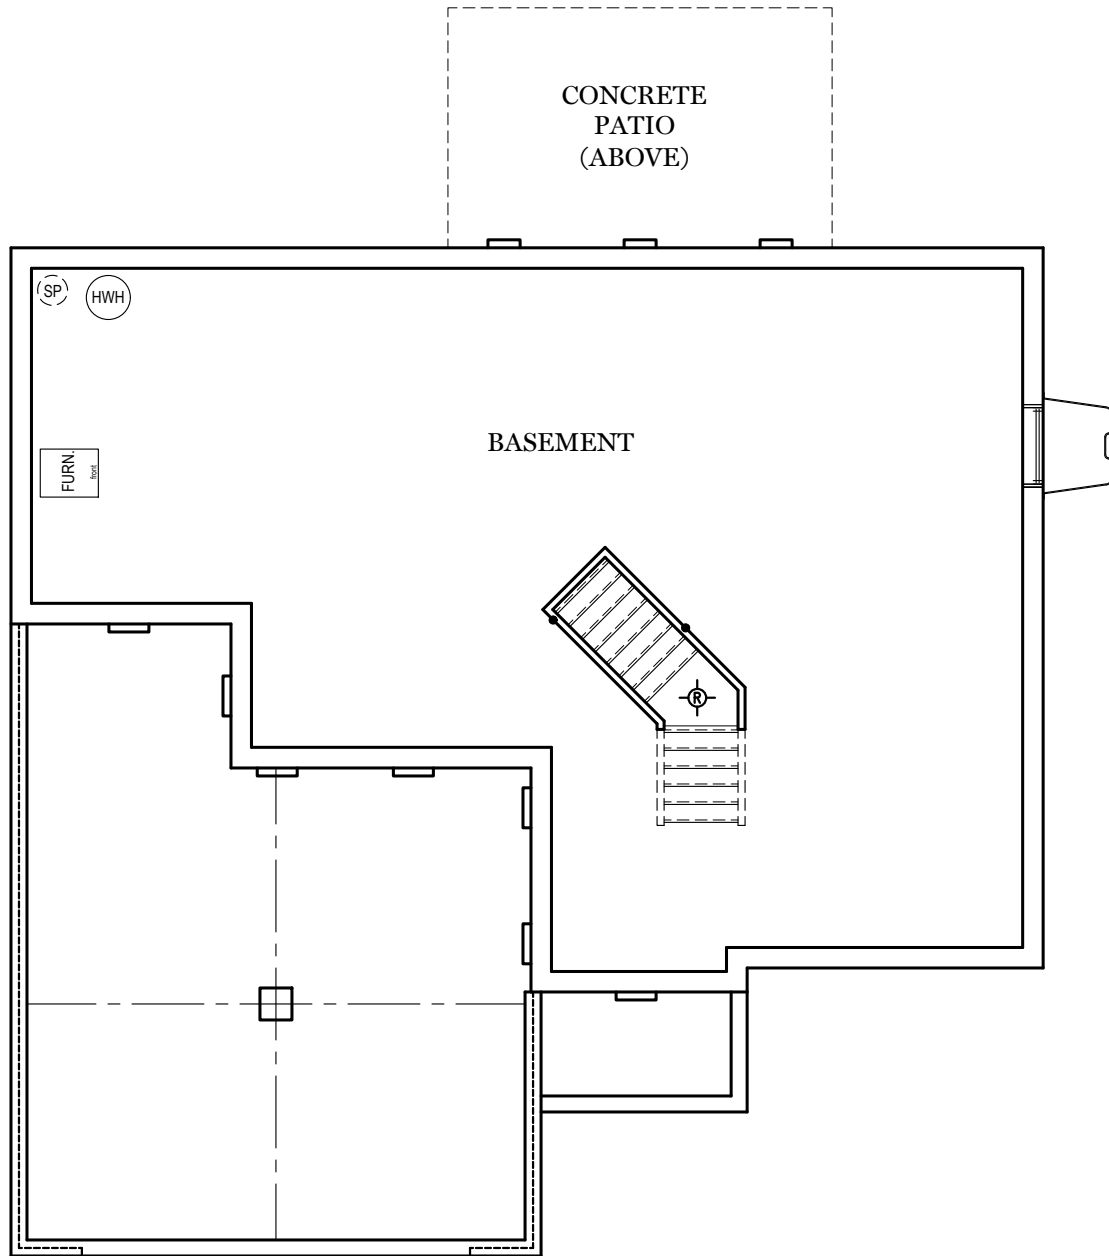 CONCRETE
PATIO
(ABOVE)
SP
HWH
BASEMENT
FURN.
front
R